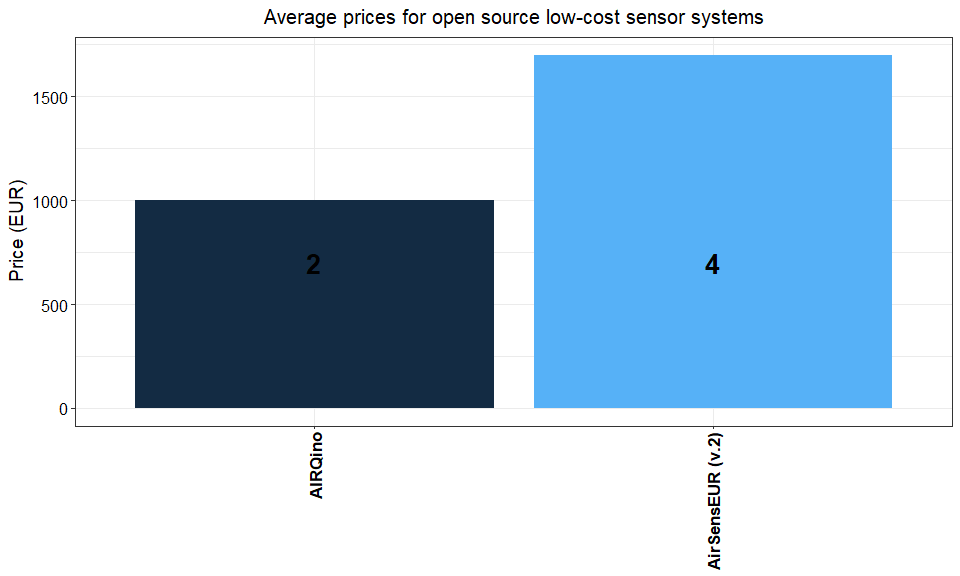 Average prices for open source low-cost sensor systems
Price (EUR)
1500
1000
500
0
2
4
AIRQino
AirSensEUR (v.2)